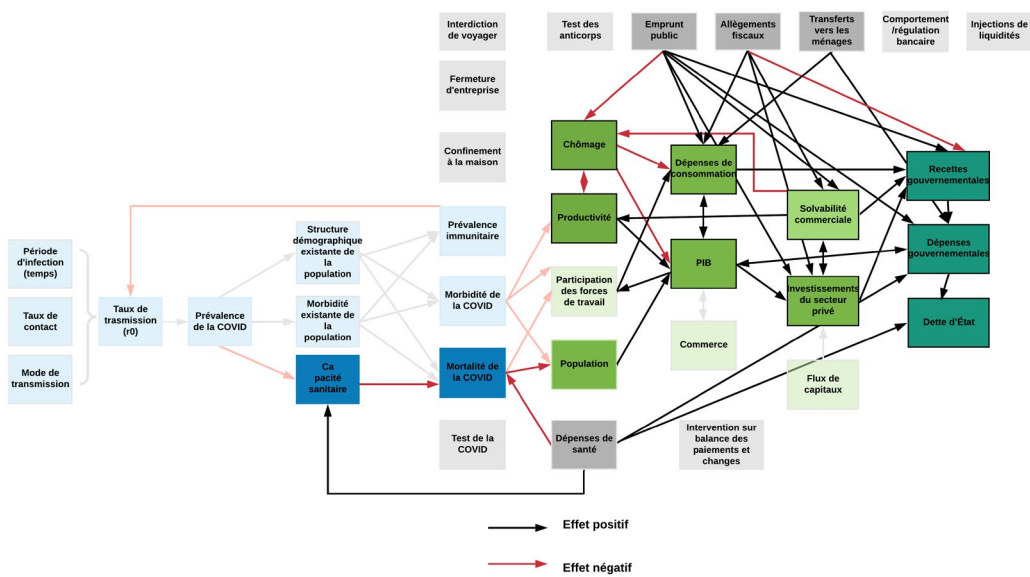 Interdiction
de voyager
Test des
anticorps
Emprunt
public
Allègements
fiscaux
Transferts
vers les
ménages
Comportement
/régulation
bancaire
Injections de
liquidités
Fermeture
d'entreprise
Confinement
à la maison
Chômage
Dépenses de
consommation
Recettes
gouvernementales
Productivité
Solvabilité
commerciale
Prévalence
immunitaire
Structure
démographique
existante de
la
population
Période
d'infection
(temps)
PIB
Dépenses
gouvernementales
Participation
des forces
de travail
Investissements
du secteur
privé
Morbidité de
la COVID
Taux de
contact
Taux de
trasmission
(r0)
Prévalence
de la COVID
Morbidité
existante de
la
population
Dette d'État
Commerce
Mode de
transmission
Ca
pacité
sanitaire
Mortalité de
la COVID
Population
Flux de
capitaux
Test de la
COVID
Dépenses de
santé
Intervention sur
balance des
paiements et
changes
Effet positif
Effet négatif